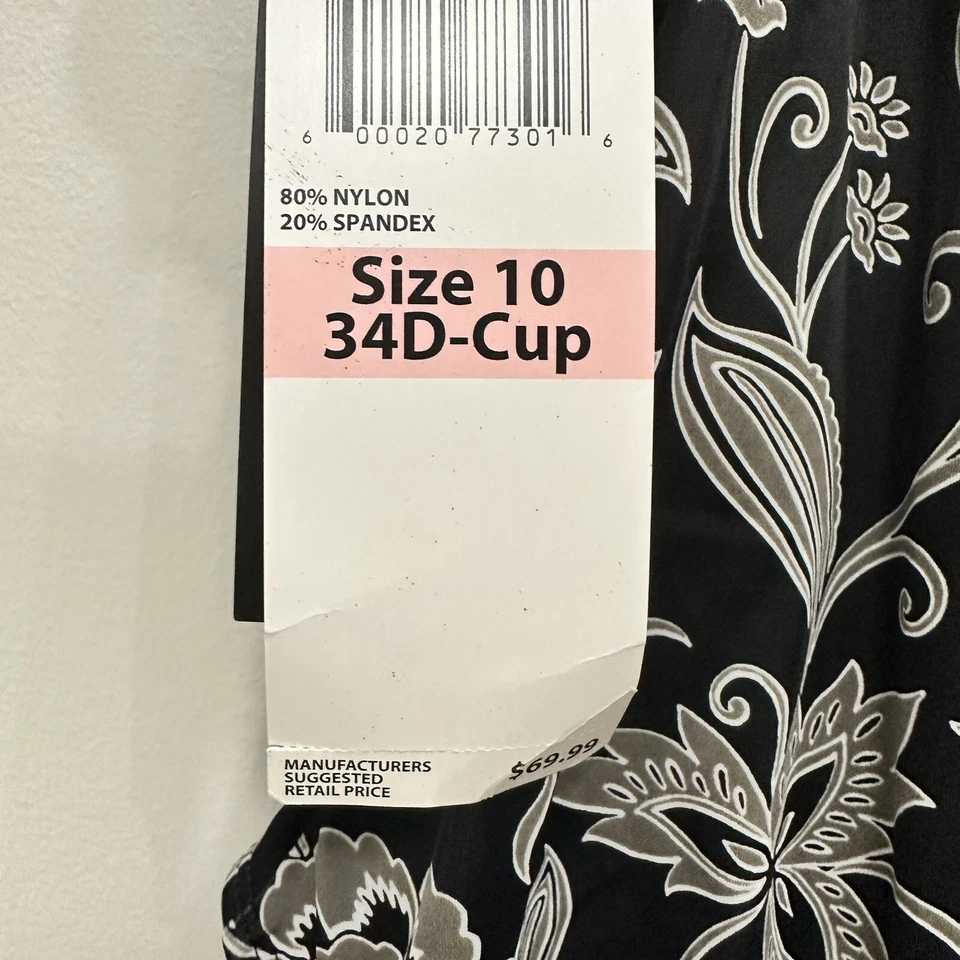 6 00020 77301 6
80% NYLON
20% SPANDEX
Size 10
34D-Cup
MANUFACTURERS
SUGGESTED
RETAIL PRICE
$69.99